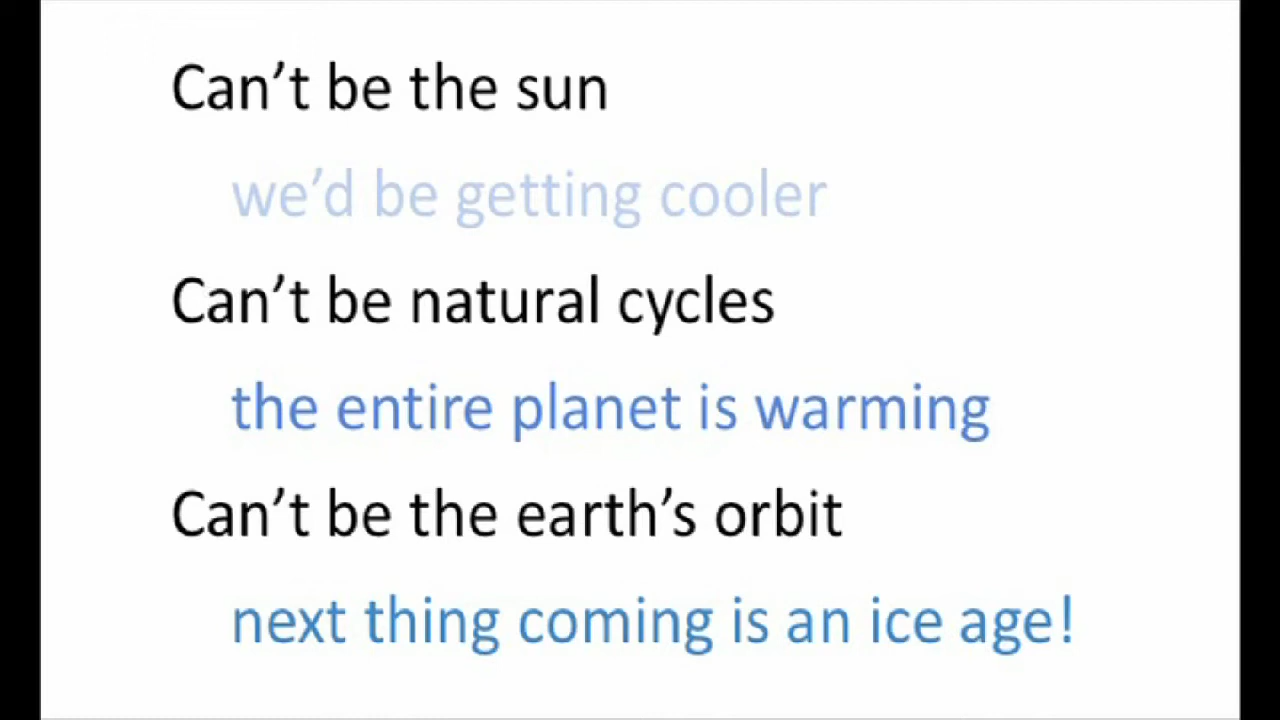 Can’t be the sun
we’d be getting cooler
Can’t be natural cycles
the entire planet is warming
Can’t be the earth’s orbit
next thing coming is an ice age!